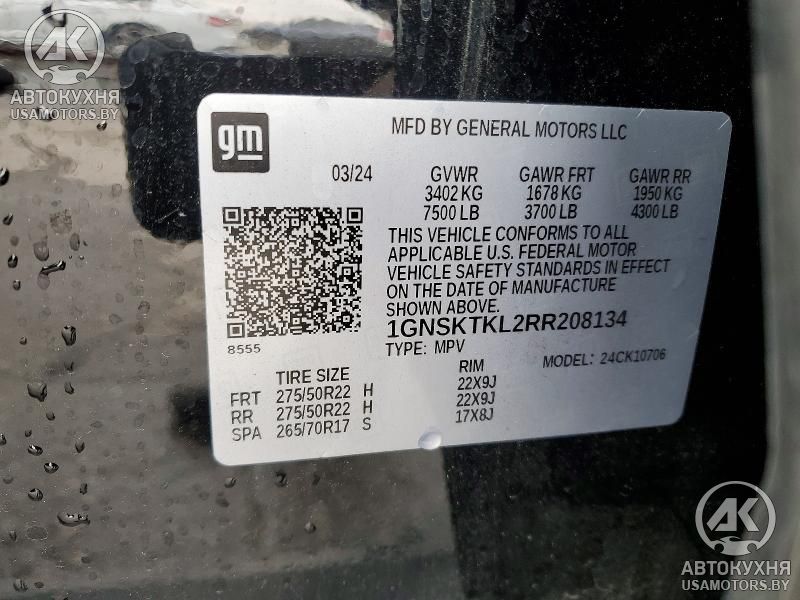 AK
АВТОКУХНЯ
USAMOTORS.BY
gm
MFD BY GENERAL MOTORS LLC
03/24 GVWR GAWR FRT GAWR RR
3402 KG 1678 KG 1950 KG
7500 LB 3700 LB 4300 LB
THIS VEHICLE CONFORMS TO ALL
APPLICABLE U.S. FEDERAL MOTOR
VEHICLE SAFETY STANDARDS IN EFFECT
ON THE DATE OF MANUFACTURE
SHOWN ABOVE.
1GNSKTKL2RR208134
8555
TYPE: MPV MODEL: 24CK10706
TIRE SIZE RIM
FRT 275/50R22 H 22X9J
RR 275/50R22 H 22X9J
SPA 265/70R17 S 17X8J
AK
АВТОКУХНЯ
USAMOTORS.BY